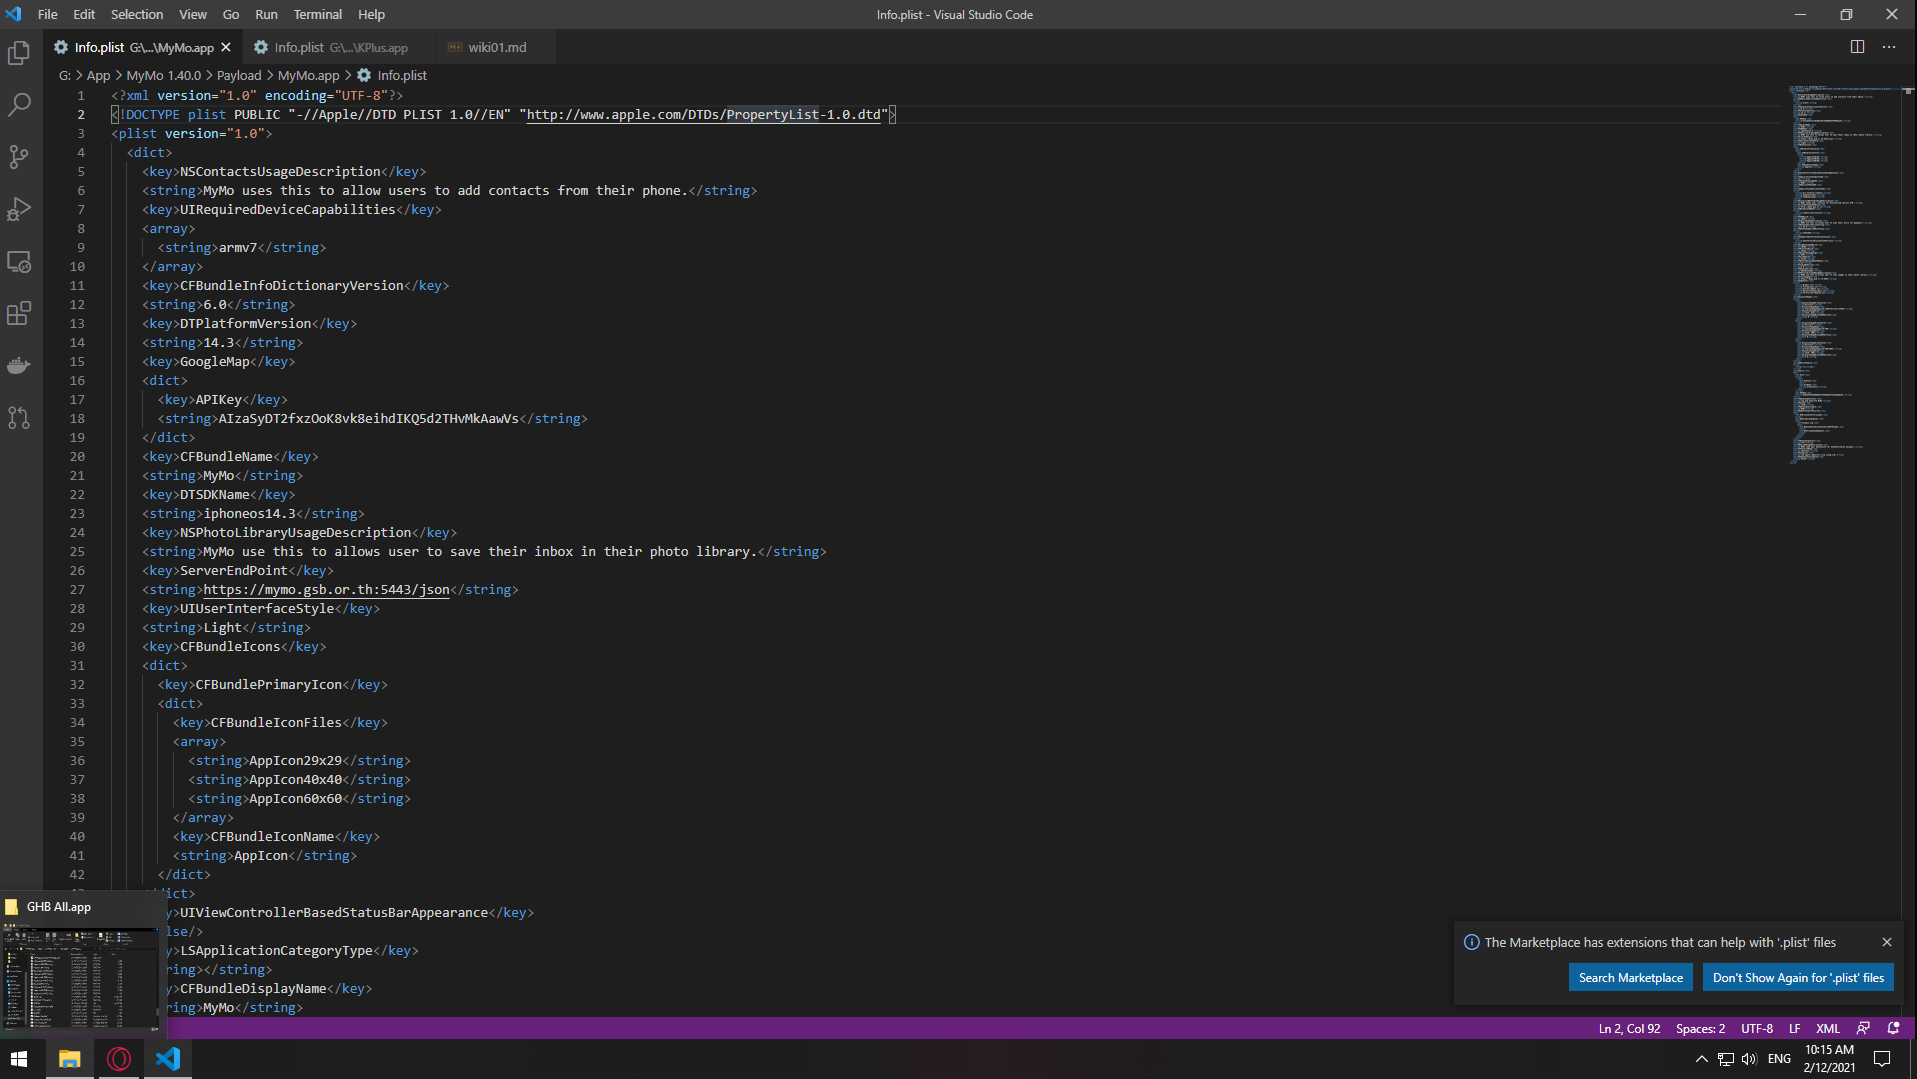 File Edit Selection View Go Run Terminal Help
Info.plist - Visual Studio Code
Info.plist G:\...\MyMo.app
Info.plist G:\...\KPlus.app
wiki01.md
G: > App > MyMo 1.40.0 > Payload > MyMo.app > Info.plist
1 <?xml version="1.0" encoding="UTF-8"?>
2 <!DOCTYPE plist PUBLIC "-//Apple//DTD PLIST 1.0//EN" "http://www.apple.com/DTDs/PropertyList-1.0.dtd">
3 <plist version="1.0">
4 <dict>
5 <key>NSContactsUsageDescription</key>
6 <string>MyMo uses this to allow users to add contacts from their phone.</string>
7 <key>UIRequiredDeviceCapabilities</key>
8 <array>
9 <string>armv7</string>
10 </array>
11 <key>CFBundleInfoDictionaryVersion</key>
12 <string>6.0</string>
13 <key>DTPlatformVersion</key>
14 <string>14.3</string>
15 <key>GoogleMap</key>
16 <dict>
17 <key>APIKey</key>
18 <string>AIzaSyDT2fxzOoK8vk8eihdIKQ5d2THvMkAawVs</string>
19 </dict>
20 <key>CFBundleName</key>
21 <string>MyMo</string>
22 <key>DTSDKName</key>
23 <string>iphoneos14.3</string>
24 <key>NSPhotoLibraryUsageDescription</key>
25 <string>MyMo use this to allows user to save their inbox in their photo library.</string>
26 <key>ServerEndPoint</key>
27 <string>https://mymo.gsb.or.th:5443/json</string>
28 <key>UIUserInterfaceStyle</key>
29 <string>Light</string>
30 <key>CFBundleIcons</key>
31 <dict>
32 <key>CFBundlePrimaryIcon</key>
33 <dict>
34 <key>CFBundleIconFiles</key>
35 <array>
36 <string>AppIcon29x29</string>
37 <string>AppIcon40x40</string>
38 <string>AppIcon60x60</string>
39 </array>
40 <key>CFBundleIconName</key>
41 <string>AppIcon</string>
42 </dict>
dict>
y>UIViewControllerBasedStatusBarAppearance</key>
lse/>
y>LSApplicationCategoryType</key>
ring></string>
y>CFBundleDisplayName</key>
ring>MyMo</string>
GHB All.app
The Marketplace has extensions that can help with '.plist' files
Search Marketplace
Don't Show Again for '.plist' files
Ln 2, Col 92 Spaces: 2 UTF-8 LF XML
ENG
10:15 AM
2/12/2021